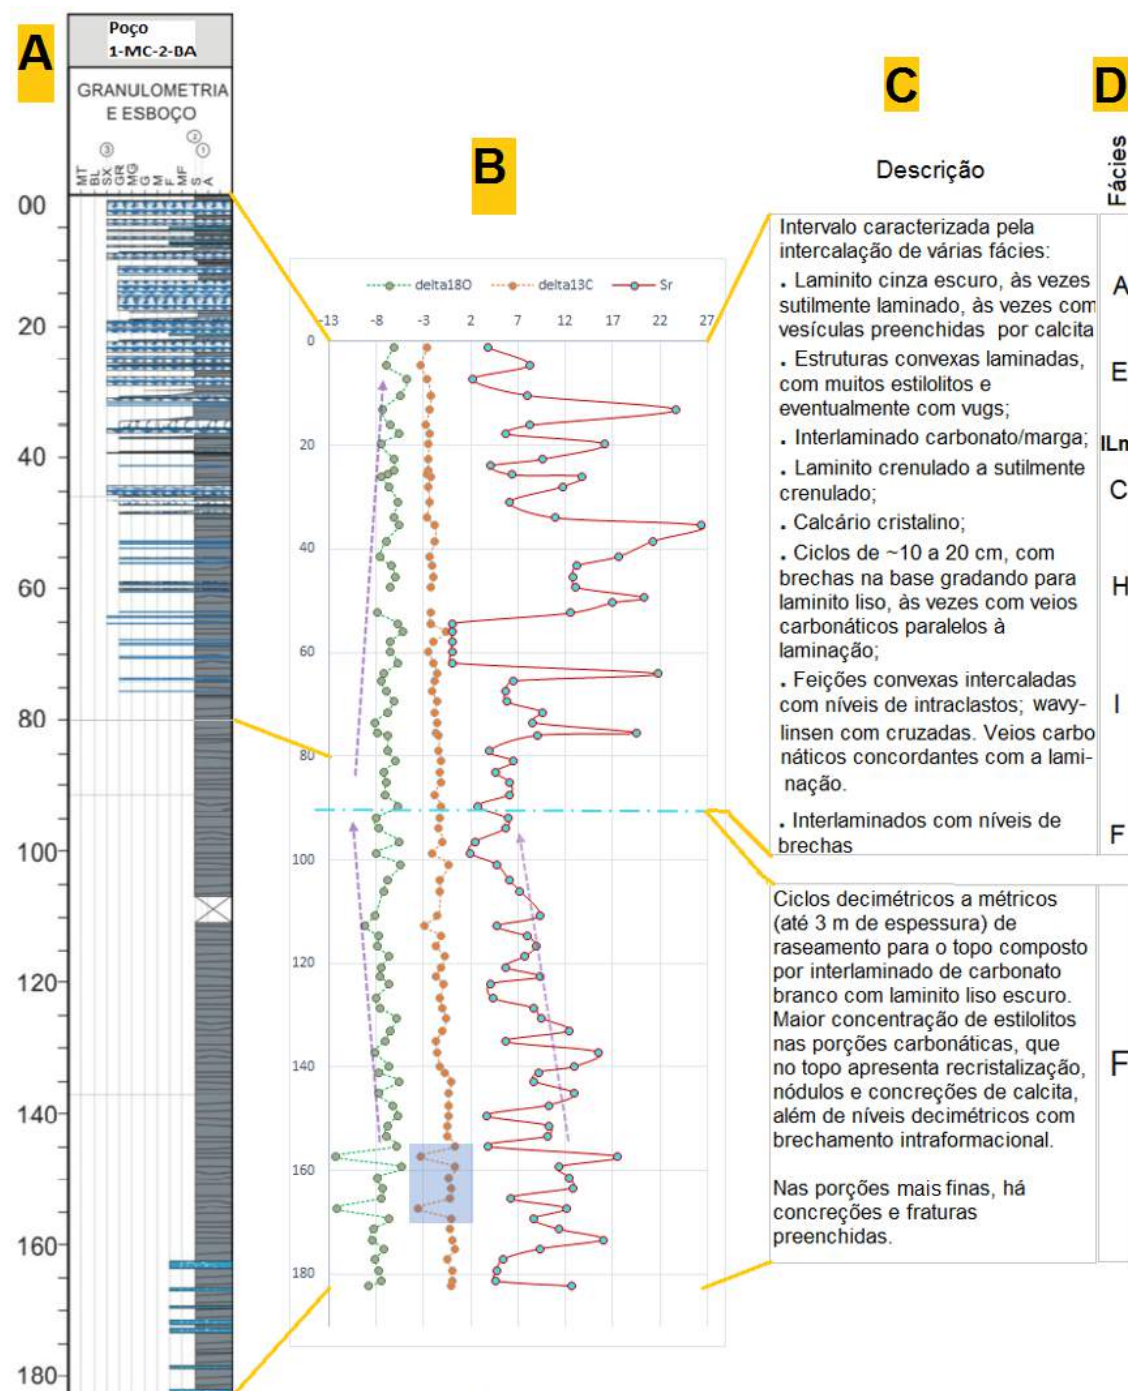 A
Poço
1-MC-2-BA
GRANULOMETRIA
E ESBOÇO
3
2
1
MT
BL
SX
GR
MG
G
M
F
MF
S
A
00
20
40
60
80
100
120
140
160
180
B
delta18O
delta13C
Sr
-13 -8 -3 2 7 12 17 22 27
0
20
40
60
80
100
120
140
160
180
C
Descrição
Intervalo caracterizada pela
intercalação de várias fácies:
. Laminito cinza escuro, às vezes
sutilmente laminado, às vezes com
vesículas preenchidas por calcita
. Estruturas convexas laminadas,
com muitos estilolitos e
eventualmente com vugs;
. Interlaminado carbonato/marga;
. Laminito crenulado a sutilmente
crenulado;
. Calcário cristalino;
. Ciclos de ~10 a 20 cm, com
brechas na base gradando para
laminito liso, às vezes com veios
carbonáticos paralelos à
laminação;
. Feições convexas intercaladas
com níveis de intraclastos; wavy-
linsen com cruzadas. Veios carbo
náticos concordantes com a lami-
nação.
. Interlaminados com níveis de
brechas
Ciclos decimétricos a métricos
(até 3 m de espessura) de
raseamento para o topo composto
por interlaminado de carbonato
branco com laminito liso escuro.
Maior concentração de estilolitos
nas porções carbonáticas, que
no topo apresenta recristalização,
nódulos e concreções de calcita,
além de níveis decimétricos com
brechamento intraformacional.
Nas porções mais finas, há
concreções e fraturas
preenchidas.
D
Fácies
A
E
ILm
C
H
I
F
F